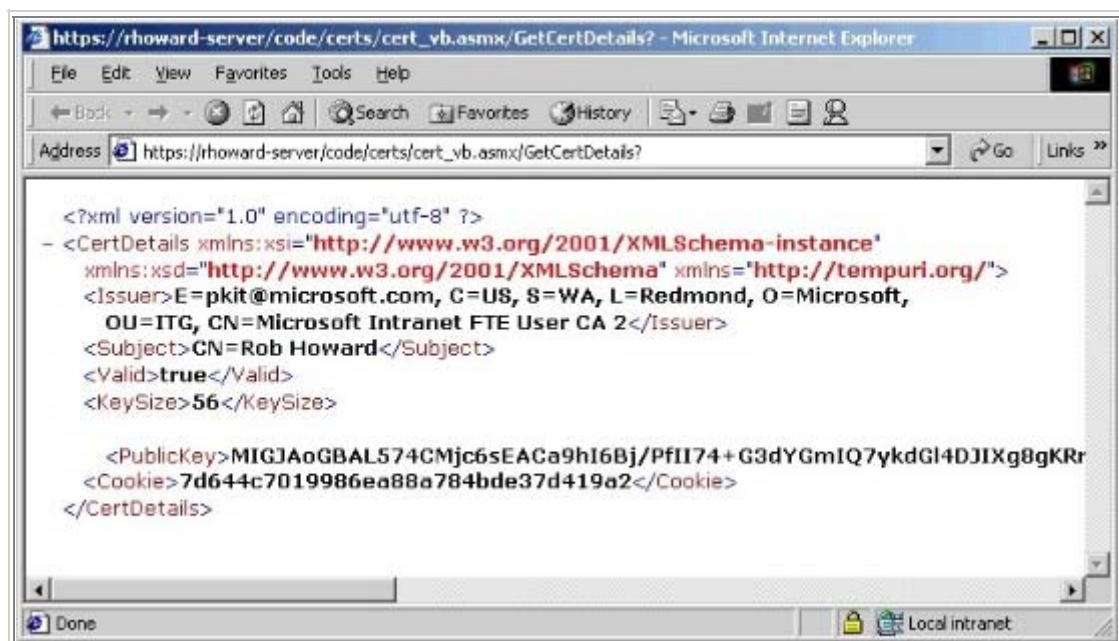 https://rhoward-server/code/certs/cert_vb.asmx/GetCertDetails? - Microsoft Internet Explorer
File Edit View Favorites Tools Help
Back Search Favorites History
Address https://rhoward-server/code/certs/cert_vb.asmx/GetCertDetails? Go Links »
<?xml version="1.0" encoding="utf-8" ?>
- <CertDetails xmlns:xsi="http://www.w3.org/2001/XMLSchema-instance"
xmlns:xsd="http://www.w3.org/2001/XMLSchema" xmlns="http://tempuri.org/">
<Issuer>E=pkit@microsoft.com, C=US, S=WA, L=Redmond, O=Microsoft,
OU=ITG, CN=Microsoft Intranet FTE User CA 2</Issuer>
<Subject>CN=Rob Howard</Subject>
<Valid>true</Valid>
<KeySize>56</KeySize>
<PublicKey>MIGJAoGBAL574CMjc6sEACa9hI6Bj/PfII74+G3dYGmIQ7ykdGl4DJIXg8gKRr
<Cookie>7d644c7019986ea88a784bde37d419a2</Cookie>
</CertDetails>
Done Local intranet